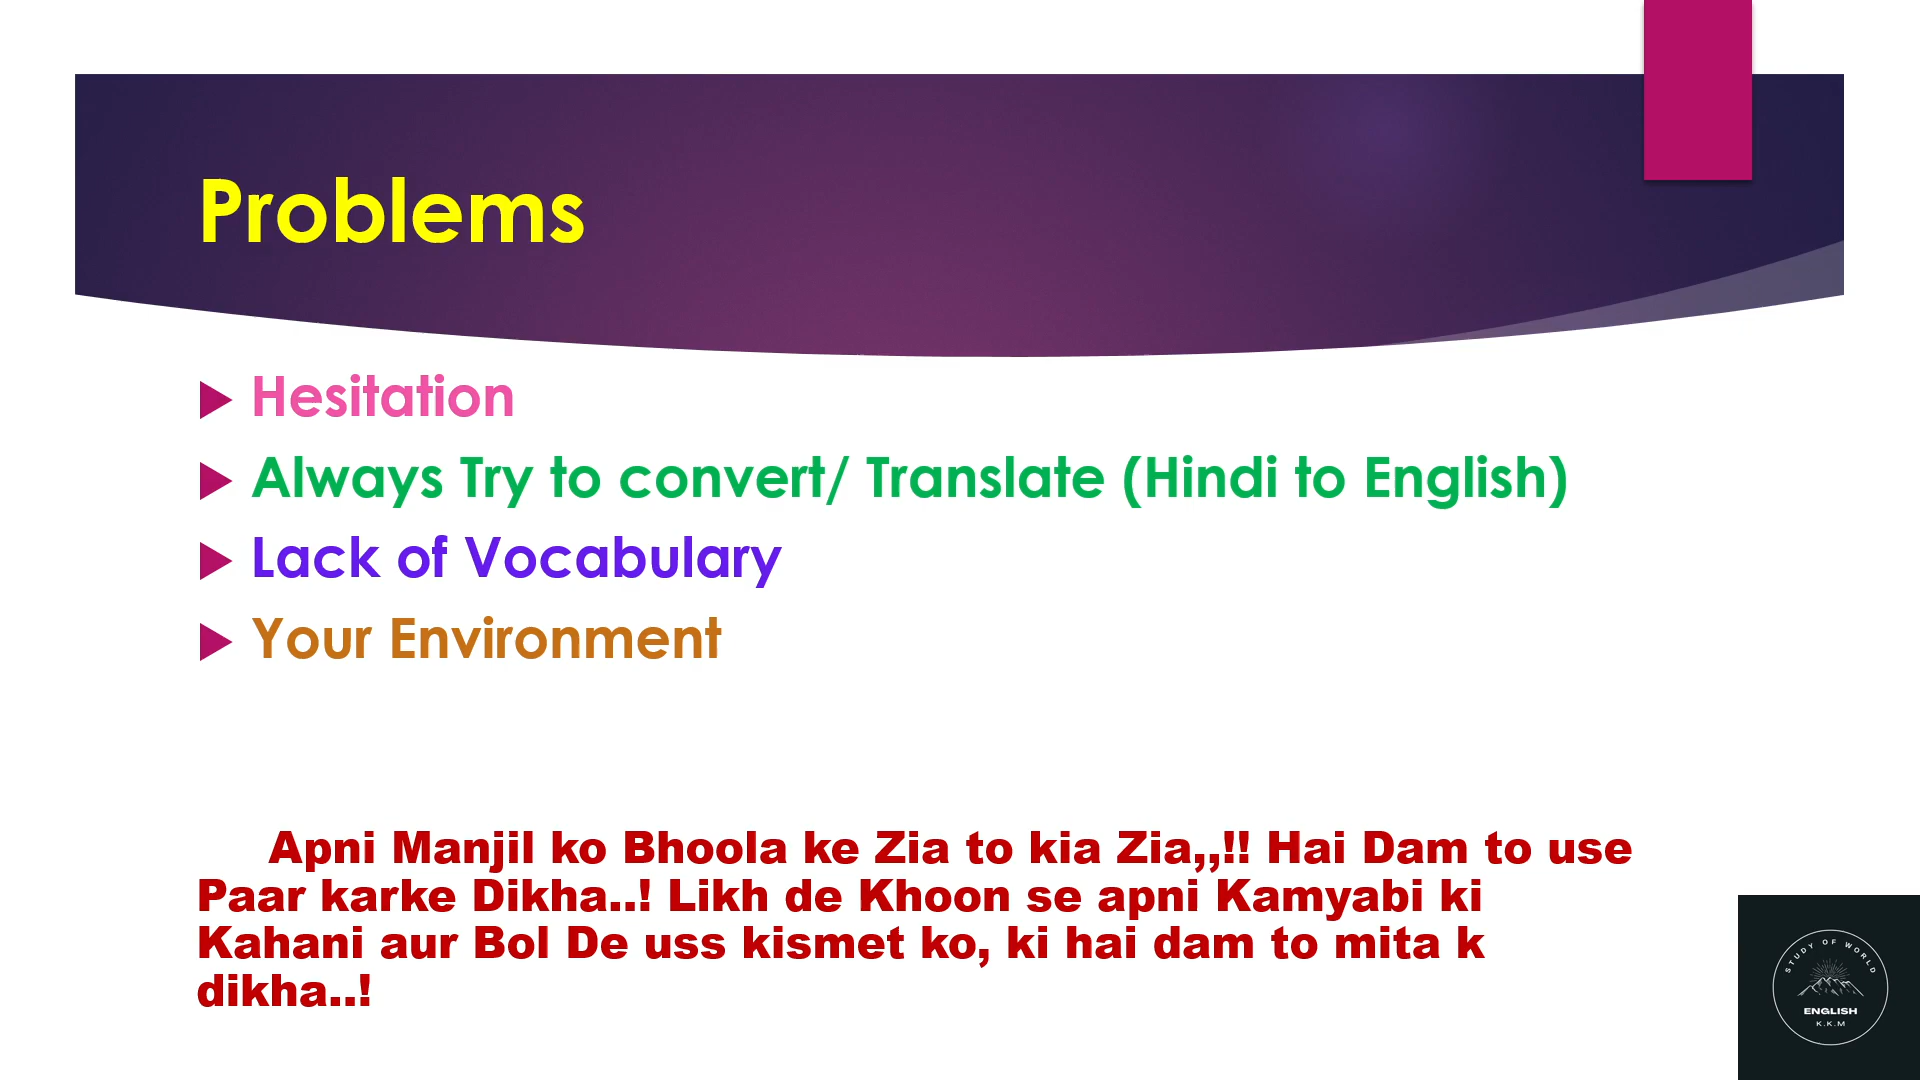 Problems
Hesitation
Always Try to convert/ Translate (Hindi to English)
Lack of Vocabulary
Your Environment
Apni Manjil ko Bhoola ke Zia to kia Zia,,!! Hai Dam to use
Paar karke Dikha..! Likh de Khoon se apni Kamyabi ki
Kahani aur Bol De uss kismet ko, ki hai dam to mita k
dikha..!
STUDY OF WORLD
ENGLISH
K.K.M